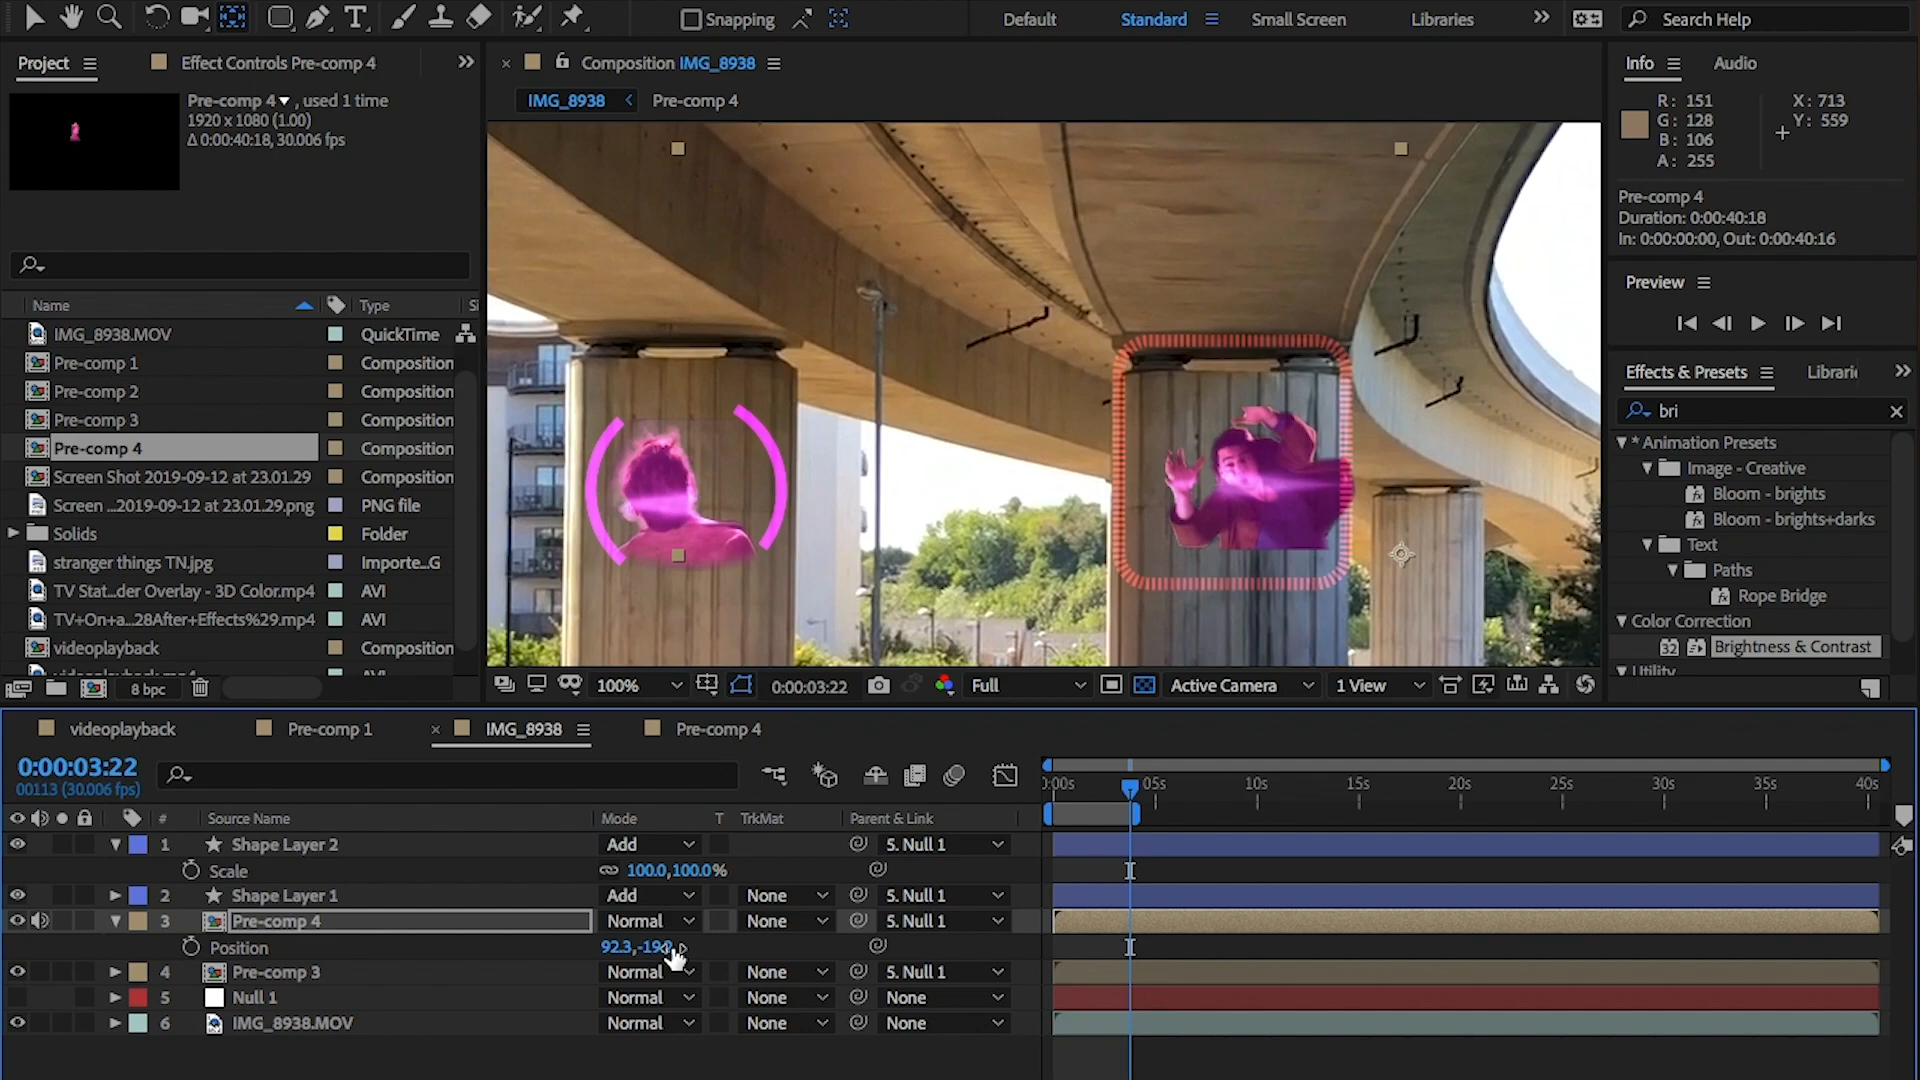 Snapping
Default
Standard
Small Screen
Libraries
Search Help
Project
Effect Controls Pre-comp 4
Composition IMG_8938
Info
Audio
IMG_8938
Pre-comp 4
Pre-comp 4, used 1 time
1920 x 1080 (1.00)
Δ 0:00:40:18, 30.006 fps
R: 151
G: 128
B: 106
A: 255
X: 713
Y: 559
Pre-comp 4
Duration: 0:00:40:18
In: 0:00:00:00, Out: 0:00:40:16
Preview
Name
Type
Si
IMG_8938.MOV QuickTime
Pre-comp 1 Composition
Pre-comp 2 Composition
Pre-comp 3 Composition
Pre-comp 4 Composition
Screen Shot 2019-09-12 at 23.01.29 Composition
Screen ...2019-09-12 at 23.01.29.png PNG file
Solids Folder
stranger things TN.jpg Importe...G
TV Stat...der Overlay - 3D Color.mp4 AVI
TV+On+a...28After+Effects%29.mp4 AVI
videoplayback Composition
8 bpc
Effects & Presets
Librari
bri
* Animation Presets
Image - Creative
Bloom - brights
Bloom - brights+darks
Text
Paths
Rope Bridge
Color Correction
32 Brightness & Contrast
Utility
100%
0:00:03:22
Full
Active Camera
1 View
videoplayback
Pre-comp 1
IMG_8938
Pre-comp 4
0:00:03:22
00113 (30.006 fps)
0:00s 05s 10s 15s 20s 25s 30s 35s 40s
# Source Name Mode T TrkMat Parent & Link
1 Shape Layer 2 Add 5. Null 1
Scale 100.0,100.0%
2 Shape Layer 1 Add None 5. Null 1
3 Pre-comp 4 Normal None 5. Null 1
Position 92.3,
4 Pre-comp 3 Normal None 5. Null 1
5 Null 1 Normal None None
6 IMG_8938.MOV Normal None None